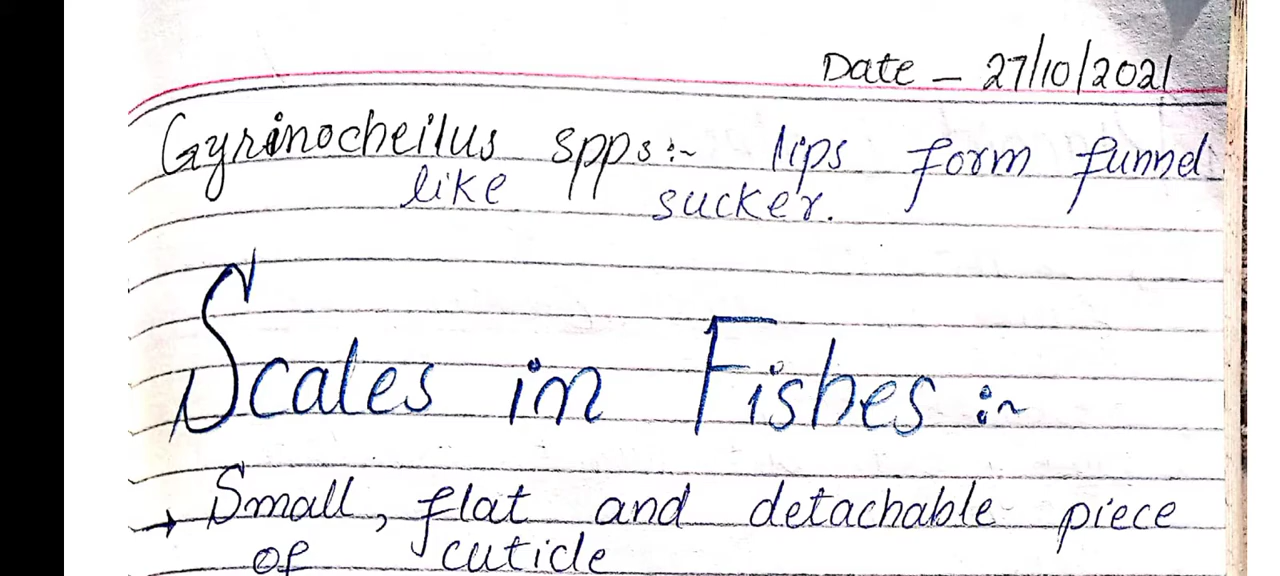 Date - 27/10/2021
Gyrinocheilus spps:- lips form funnel
like sucker.
Scales in Fishes :~
→ Small, flat and detachable piece
of cuticle